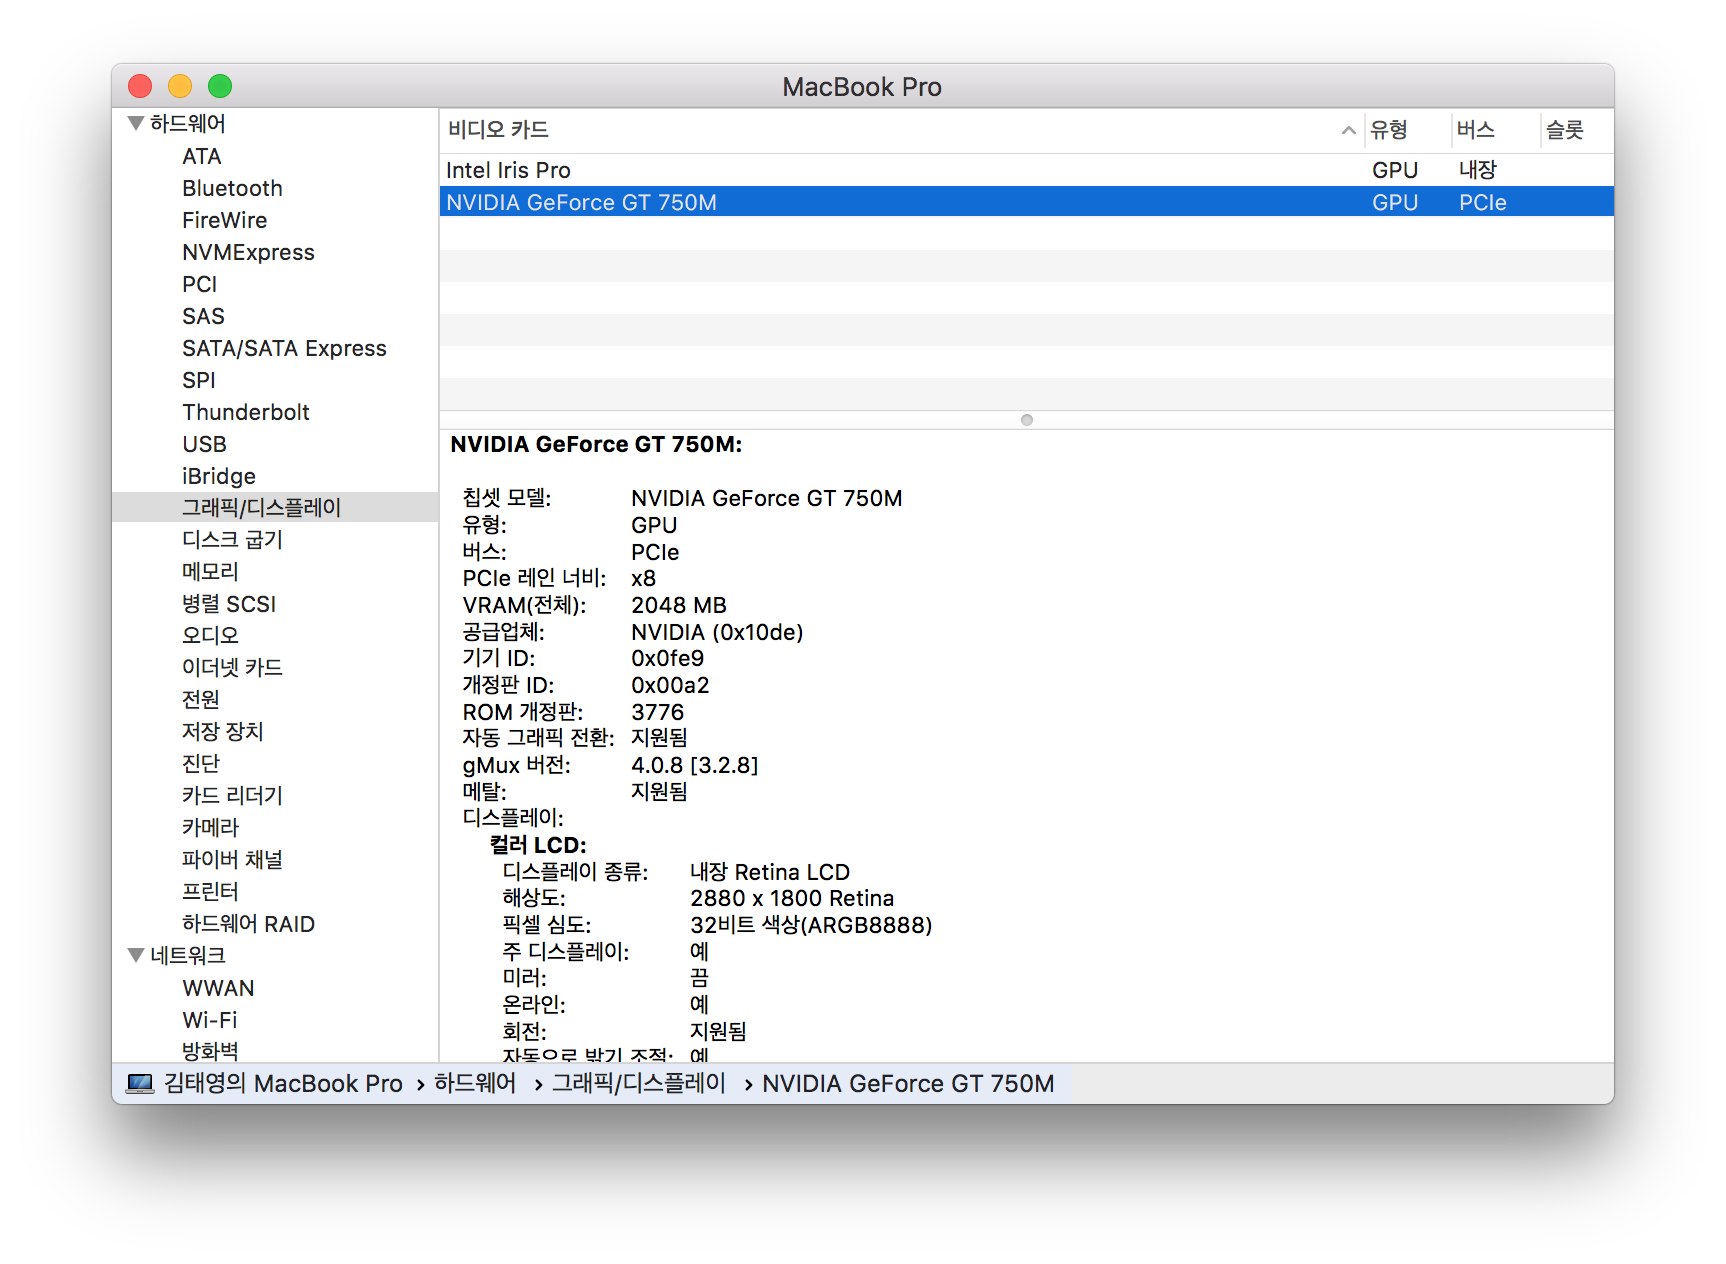 MacBook Pro
하드웨어
ATA
Bluetooth
FireWire
NVMExpress
PCI
SAS
SATA/SATA Express
SPI
Thunderbolt
USB
iBridge
그래픽/디스플레이
디스크 굽기
메모리
병렬 SCSI
오디오
이더넷 카드
전원
저장 장치
진단
카드 리더기
카메라
파이버 채널
프린터
하드웨어 RAID
네트워크
WWAN
Wi-Fi
방화벽
비디오 카드 유형 버스 슬롯
Intel Iris Pro GPU 내장
NVIDIA GeForce GT 750M GPU PCIe
NVIDIA GeForce GT 750M:
칩셋 모델: NVIDIA GeForce GT 750M
유형: GPU
버스: PCIe
PCIe 레인 너비: x8
VRAM(전체): 2048 MB
공급업체: NVIDIA (0x10de)
기기 ID: 0x0fe9
개정판 ID: 0x00a2
ROM 개정판: 3776
자동 그래픽 전환: 지원됨
gMux 버전: 4.0.8 [3.2.8]
메탈: 지원됨
디스플레이:
컬러 LCD:
디스플레이 종류: 내장 Retina LCD
해상도: 2880 x 1800 Retina
픽셀 심도: 32비트 색상(ARGB8888)
주 디스플레이: 예
미러: 끔
온라인: 예
회전: 지원됨
자동으로 밝기 조절: 예
김태영의 MacBook Pro › 하드웨어 › 그래픽/디스플레이 › NVIDIA GeForce GT 750M